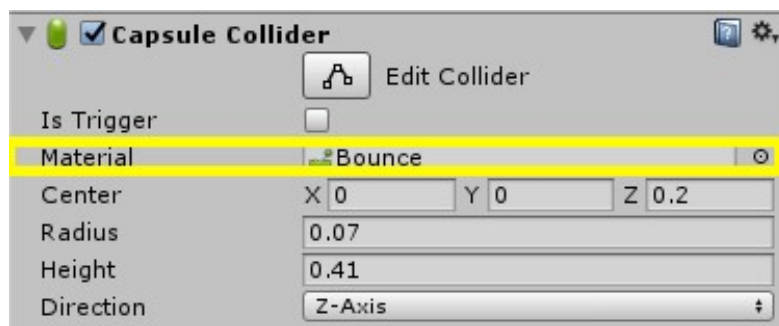 Capsule Collider
Edit Collider
Is Trigger
Material Bounce
Center X 0 Y 0 Z 0.2
Radius 0.07
Height 0.41
Direction Z-Axis